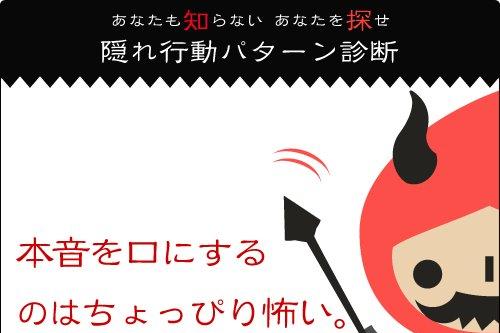 あなたも知らない あなたを探せ
隠れ行動パターン診断
本音を口にする
のはちょっぴり怖い。